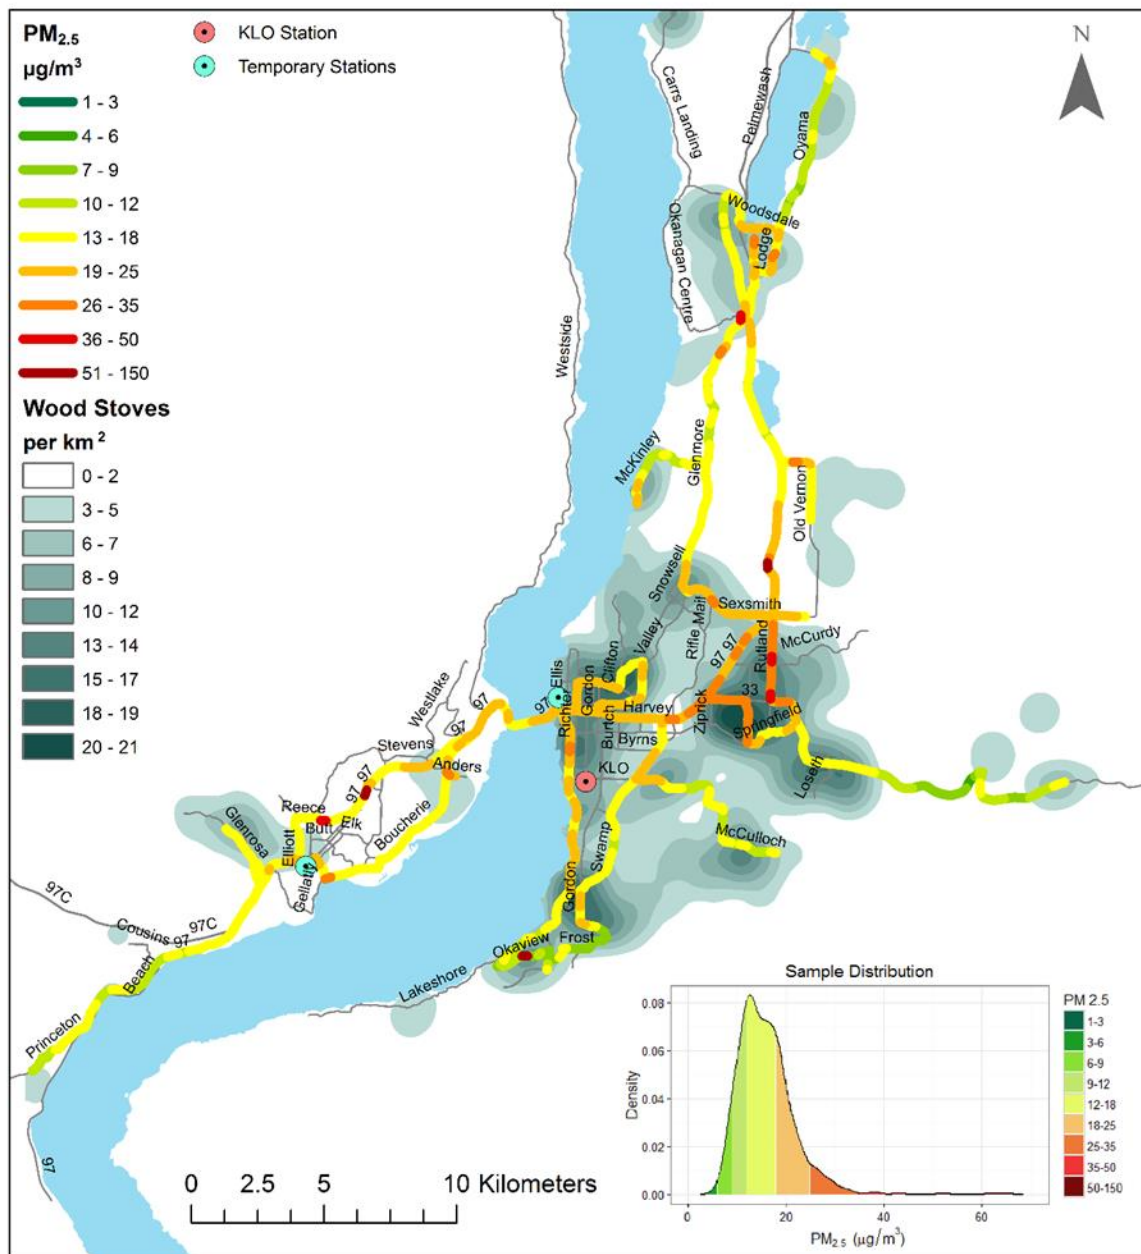 PM2.5
µg/m³
1 - 3
4 - 6
7 - 9
10 - 12
13 - 18
19 - 25
26 - 35
36 - 50
51 - 150
Wood Stoves
per km²
0 - 2
3 - 5
6 - 7
8 - 9
10 - 12
13 - 14
15 - 17
18 - 19
20 - 21
KLO Station
Temporary Stations
N
Carrs Landing
Pelmewash
Oyama
Woodsdale
Lodge
Okanagan Centre
Westside
McKinley
Glenmore
Old Vernon
Snowsell
Sexsmith
Rifle
Mail
Valley
Clifton
Gordon
Ellis
Richter
97 97
Rutland
McCurdy
33
Ziprick
Harvey
Burtch
Byrns
Springfield
Loseth
KLO
McCulloch
Swamp
Gordon
Frost
Okaview
Lakeshore
Westlake
97
97
97
Stevens
Anders
97 97
Reece
Butt
Elk
Boucherie
Elliott
Gellatly
Glenrosa
97C
97C
Cousins
97
Beach
Princeton
97
0 2.5 5 10 Kilometers
Sample Distribution
0.08
0.06
0.04
0.02
0.00
Density
0 20 40 60
PM2.5 (µg/m³)
PM 2.5
1-3
3-6
6-9
9-12
12-18
18-25
25-35
35-50
50-150